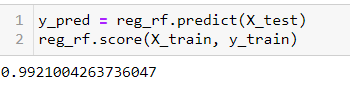 1 y_pred = reg_rf.predict(X_test)
2 reg_rf.score(X_train, y_train)
0.9921004263736047